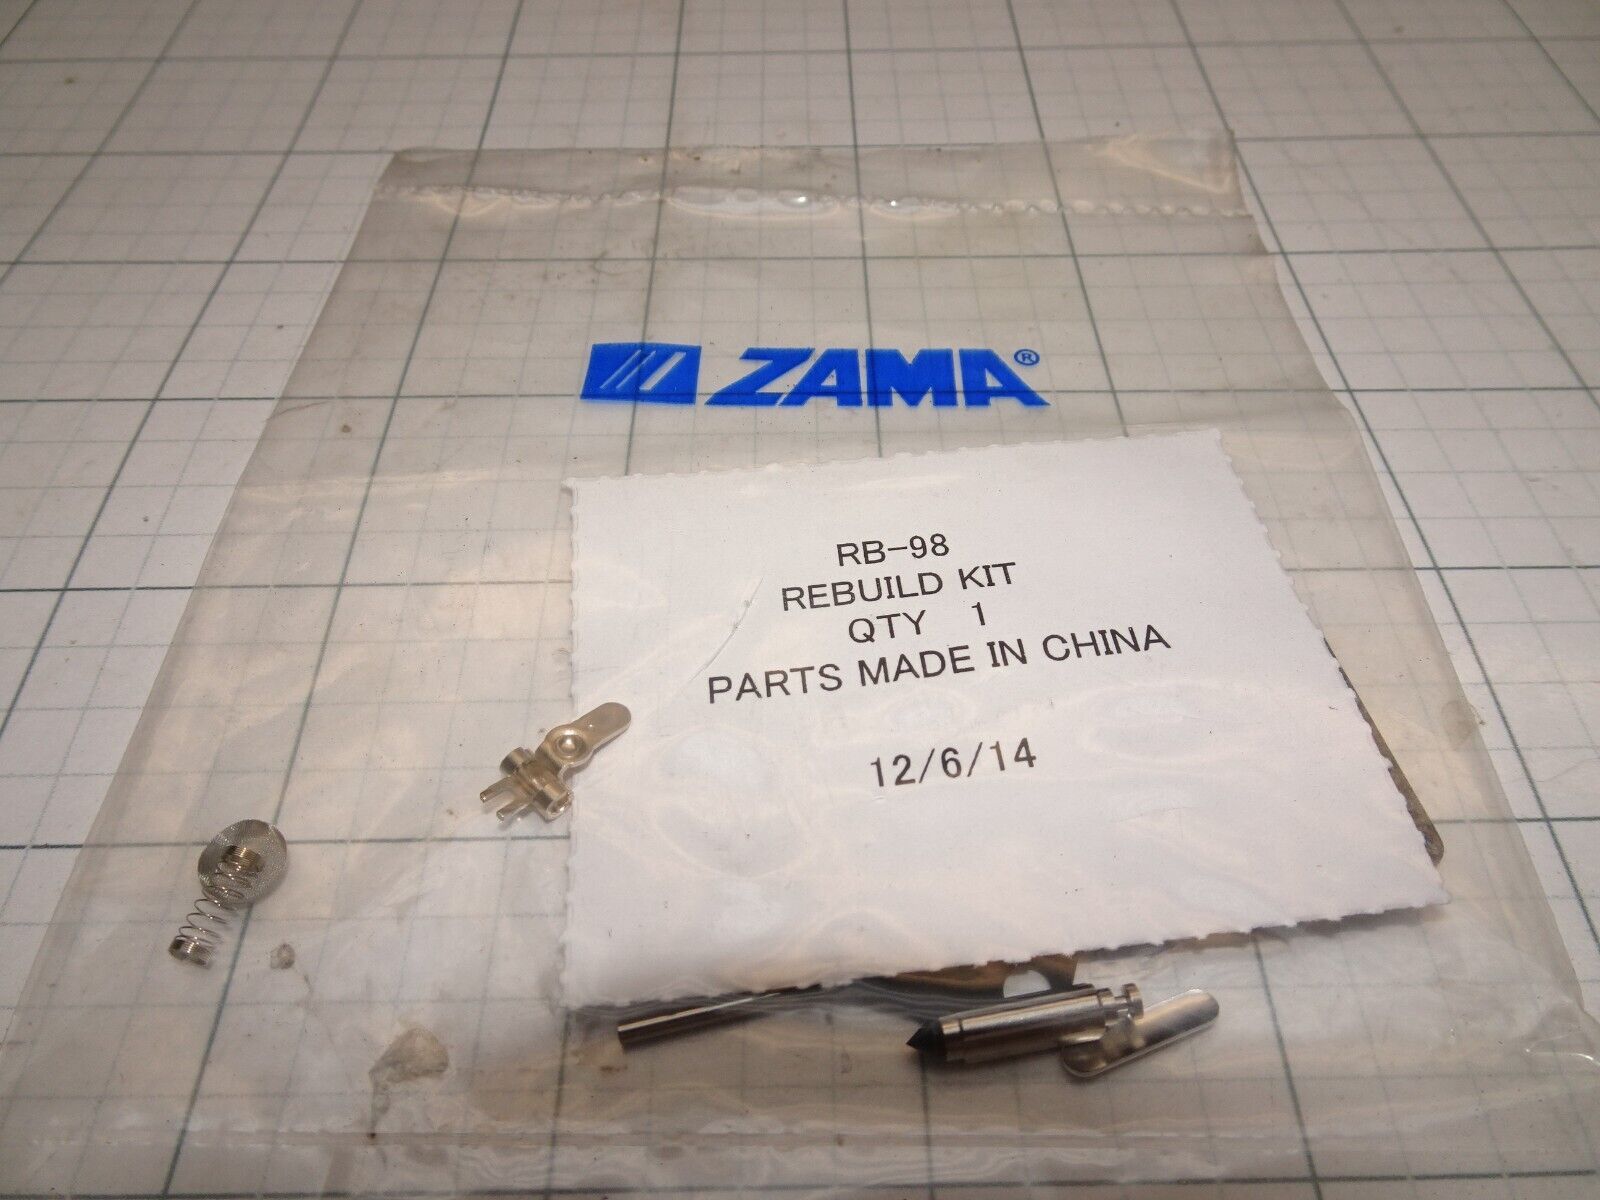 ZAMA®
RB-98
REBUILD KIT
QTY 1
PARTS MADE IN CHINA
12/6/14